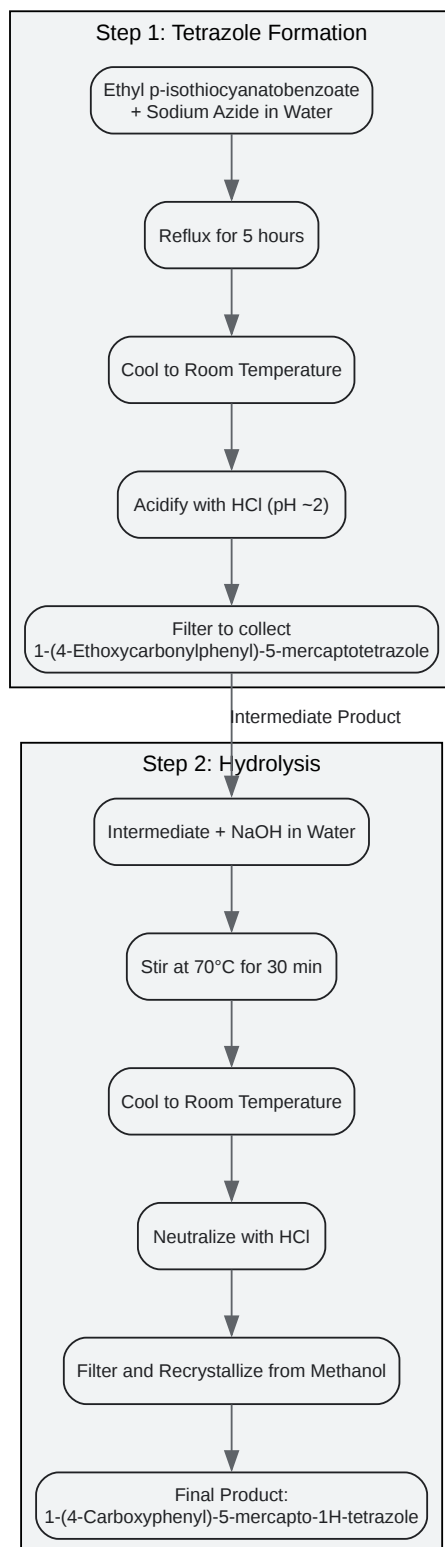 Step 1: Tetrazole Formation
Ethyl p-isothiocyanatobenzoate
+ Sodium Azide in Water
Reflux for 5 hours
Cool to Room Temperature
Acidify with HCl (pH ~2)
Filter to collect
1-(4-Ethoxycarbonylphenyl)-5-mercaptotetrazole
Intermediate Product
Step 2: Hydrolysis
Intermediate + NaOH in Water
Stir at 70°C for 30 min
Cool to Room Temperature
Neutralize with HCl
Filter and Recrystallize from Methanol
Final Product:
1-(4-Carboxyphenyl)-5-mercapto-1H-tetrazole